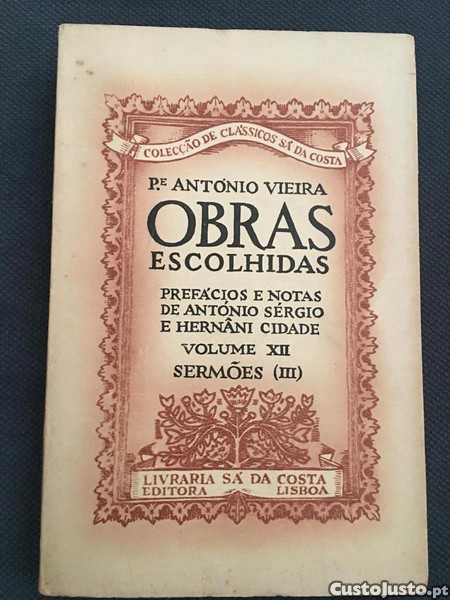 COLECÇÃO DE CLÁSSICOS SÁ DA COSTA
P.E ANTÓNIO VIEIRA
OBRAS
ESCOLHIDAS
PREFÁCIOS E NOTAS
DE ANTÓNIO SÉRGIO
E HERNÂNI CIDADE
VOLUME XII
SERMÕES (III)
LIVRARIA SÁ DA COSTA
EDITORA LISBOA
CustoJusto.pt